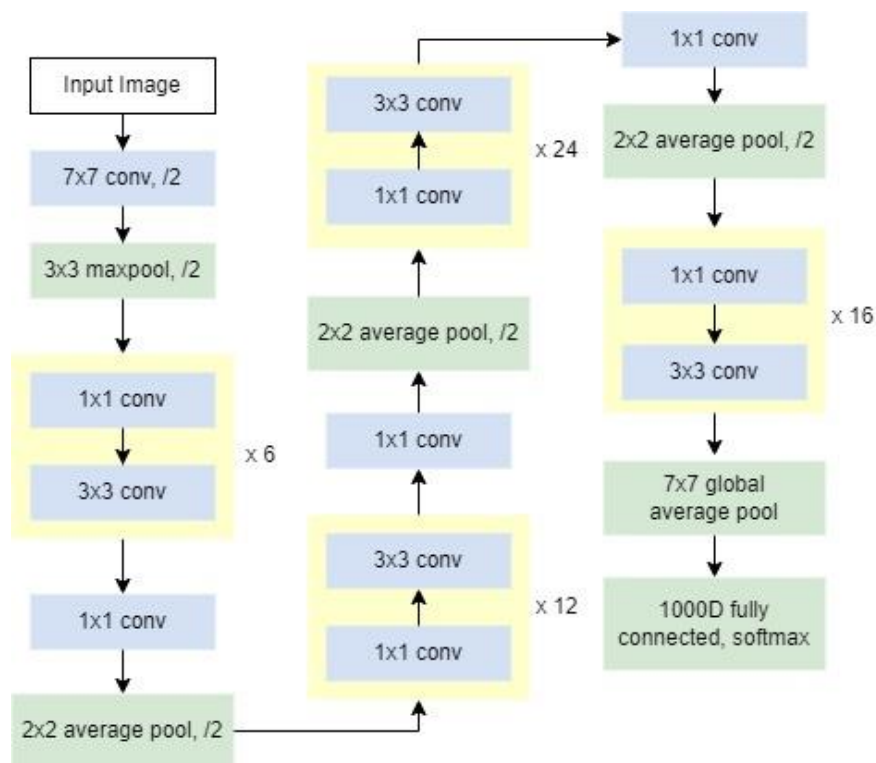 Input Image
7x7 conv, /2
3x3 maxpool, /2
1x1 conv
3x3 conv
x 6
1x1 conv
2x2 average pool, /2
1x1 conv
3x3 conv
x 12
1x1 conv
2x2 average pool, /2
1x1 conv
3x3 conv
x 24
1x1 conv
2x2 average pool, /2
1x1 conv
3x3 conv
x 16
7x7 global
average pool
1000D fully
connected, softmax